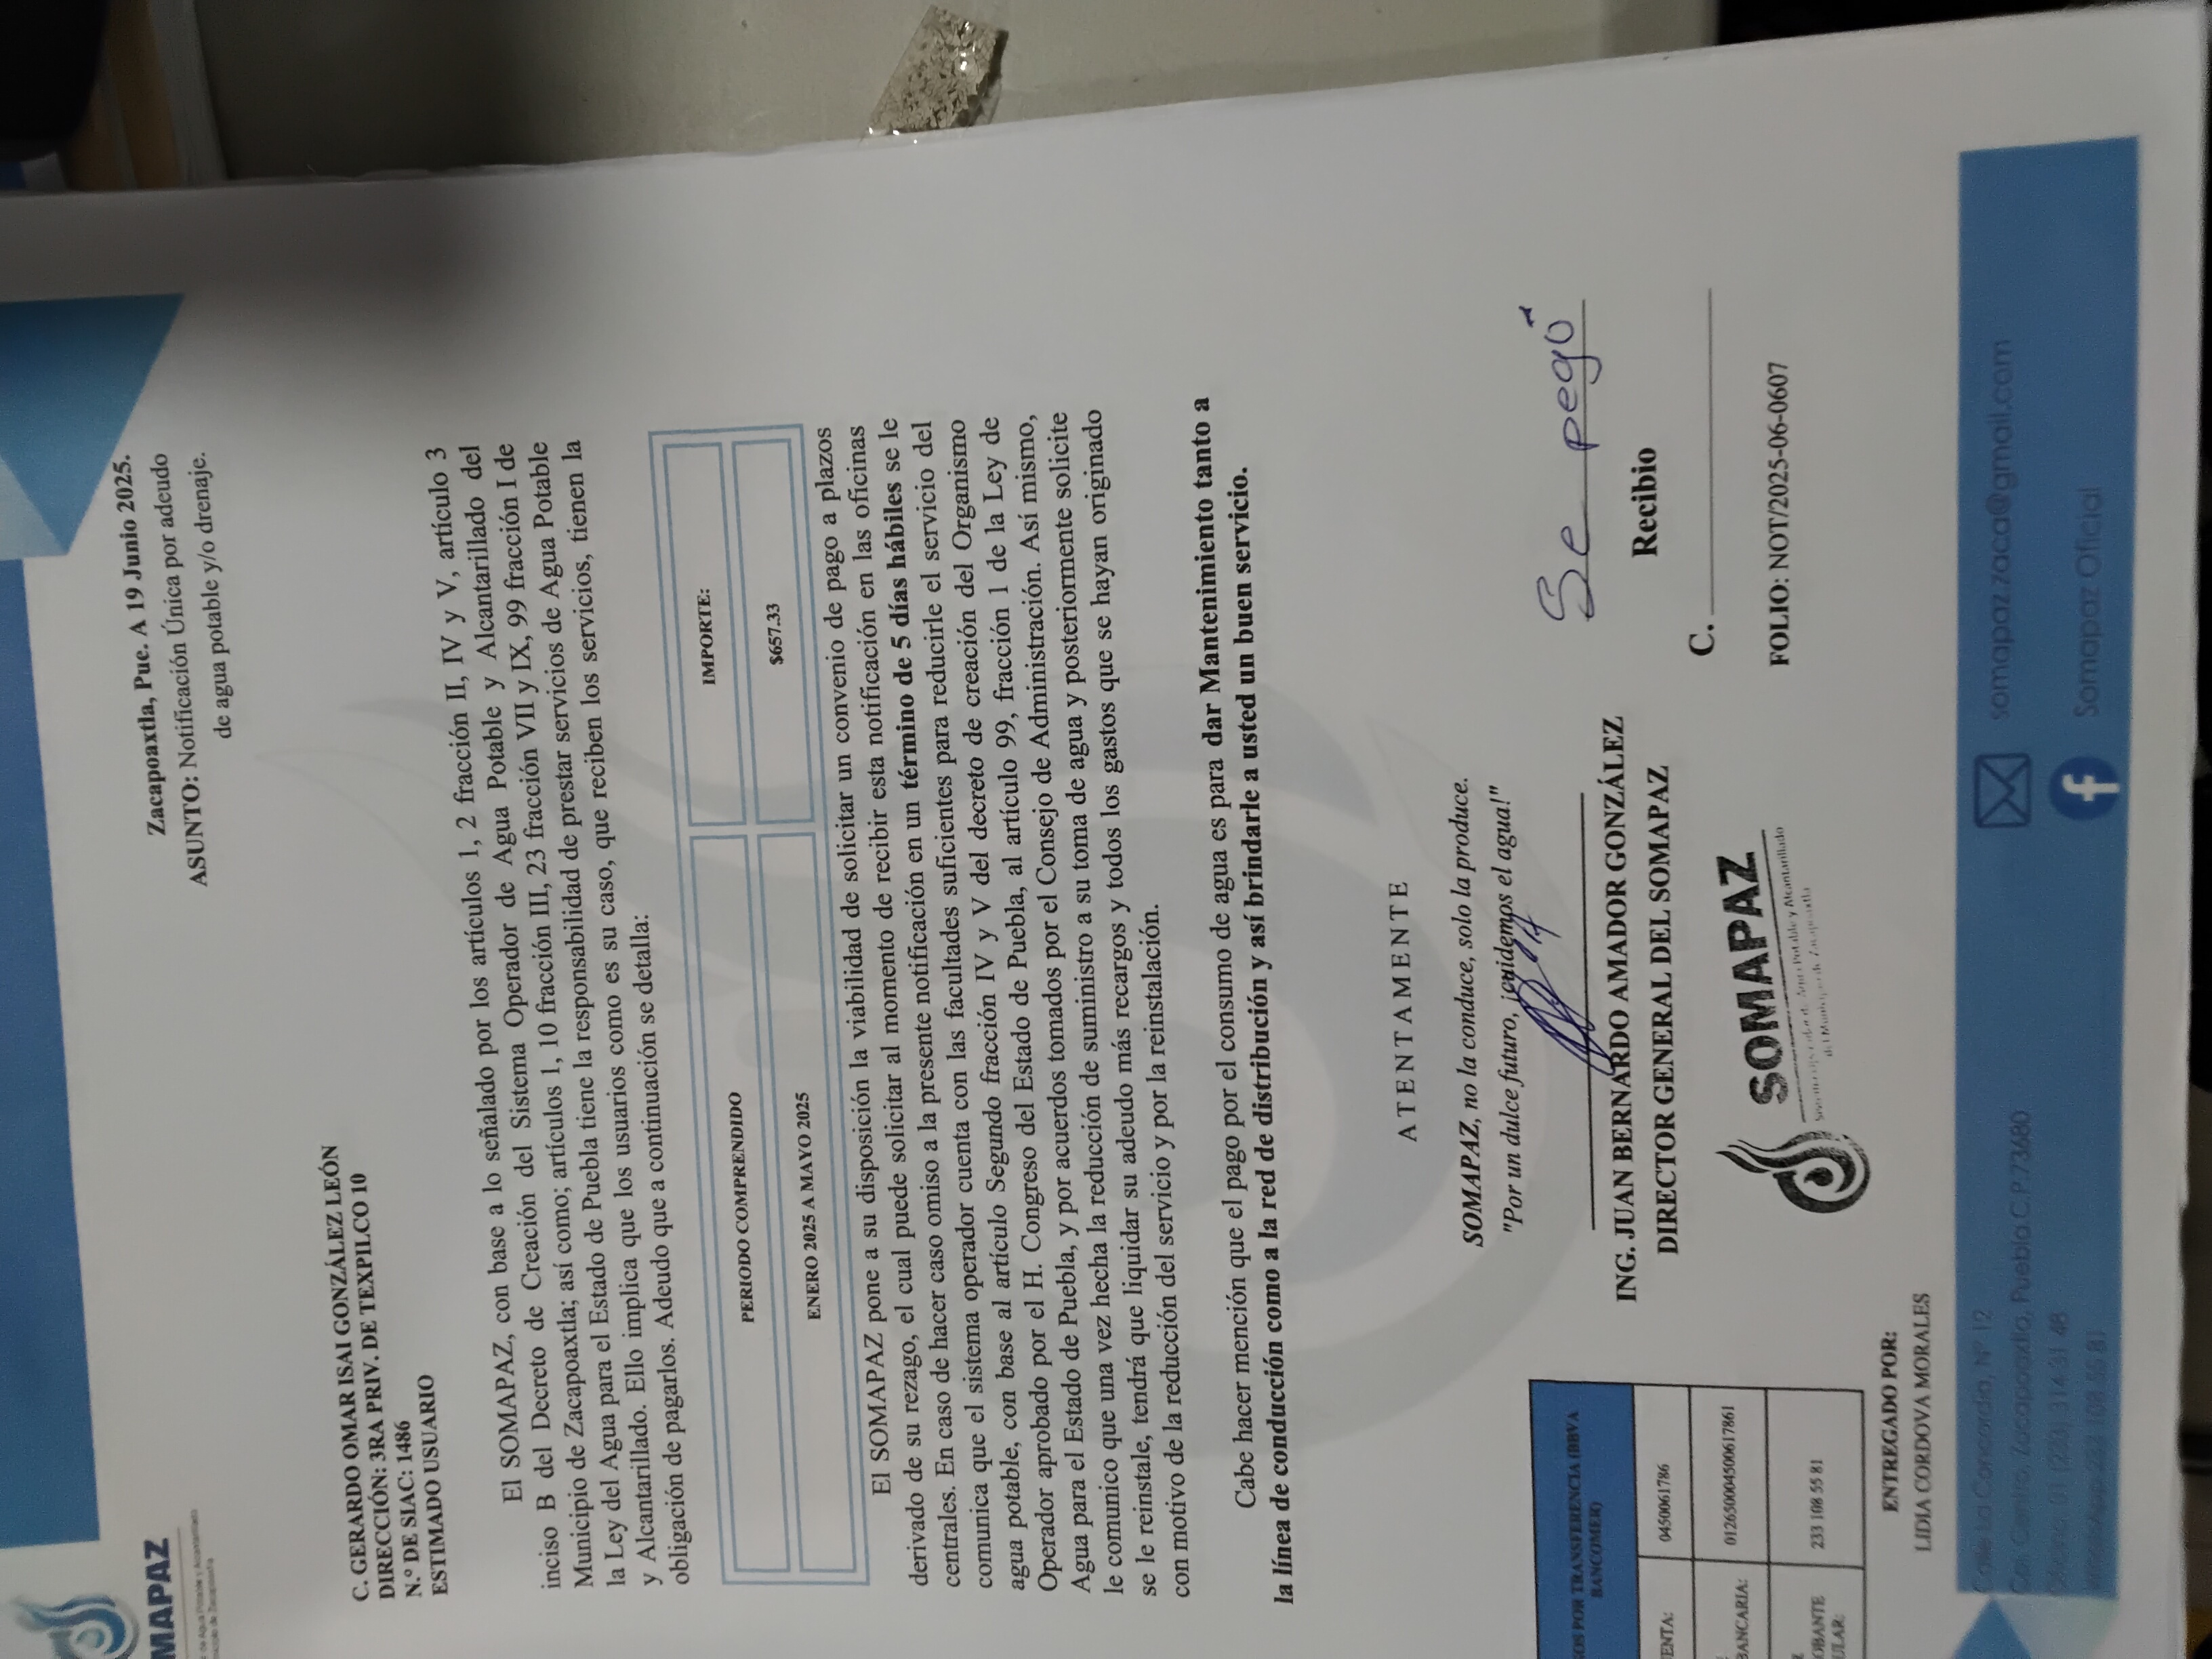 MAPAZ
de Agua Potable y Alcantarillado
de Zacapoaxtla
Zacapoaxtla, Pue. A 19 Junio 2025.
ASUNTO: Notificación Única por adeudo
de agua potable y/o drenaje.
C. GERARDO OMAR ISAI GONZÁLEZ LEÓN
DIRECCIÓN: 3RA PRIV. DE TEXPILCO 10
N.º DE SIAC: 1486
ESTIMADO USUARIO
El SOMAPAZ, con base a lo señalado por los artículos 1, 2 fracción II, IV y V, artículo 3
inciso B del Decreto de Creación del Sistema Operador de Agua Potable y Alcantarillado del
Municipio de Zacapoaxtla; así como; artículos 1, 10 fracción III, 23 fracción VII y IX, 99 fracción I de
la Ley del Agua para el Estado de Puebla tiene la responsabilidad de prestar servicios de Agua Potable
y Alcantarillado. Ello implica que los usuarios como es su caso, que reciben los servicios, tienen la
obligación de pagarlos. Adeudo que a continuación se detalla:
PERIODO COMPRENDIDO IMPORTE:
ENERO 2025 A MAYO 2025 $657.33
El SOMAPAZ pone a su disposición la viabilidad de solicitar un convenio de pago a plazos
derivado de su rezago, el cual puede solicitar al momento de recibir esta notificación en las oficinas
centrales. En caso de hacer caso omiso a la presente notificación en un término de 5 días hábiles se le
comunica que el sistema operador cuenta con las facultades suficientes para reducirle el servicio del
agua potable, con base al artículo Segundo fracción IV y V del decreto de creación del Organismo
Operador aprobado por el H. Congreso del Estado de Puebla, al artículo 99, fracción 1 de la Ley de
Agua para el Estado de Puebla, y por acuerdos tomados por el Consejo de Administración. Así mismo,
le comunico que una vez hecha la reducción de suministro a su toma de agua y posteriormente solicite
se le reinstale, tendrá que liquidar su adeudo más recargos y todos los gastos que se hayan originado
con motivo de la reducción del servicio y por la reinstalación.
Cabe hacer mención que el pago por el consumo de agua es para dar Mantenimiento tanto a
la línea de conducción como a la red de distribución y así brindarle a usted un buen servicio.
ATENTAMENTE
SOMAPAZ, no la conduce, solo la produce.
"Por un dulce futuro, ¡cuidemos el agua!"
ING. JUAN BERNARDO AMADOR GONZÁLEZ
DIRECTOR GENERAL DEL SOMAPAZ
Se pegó
Recibio
C.
FOLIO: NOT/2025-06-0607
OS POR TRANSFERENCIA (BBVA
BANCOMER)
ENTA: 0450061786
BANCARIA: 012650004500617861
OBANTE
ULAR: 233 108 55 81
SOMAPAZ
de Agua Potable y Alcantarillado
del Municipio de Zacapoaxtla
ENTREGADO POR:
LIDIA CORDOVA MORALES
Calle La Concordia, Nº 12
Col. Centro, Zacapoaxtla, Puebla.C.P.73680
Oficina: 01 (233) 314 31 48
WhatsApp 233 108 55 81
somapaz.zaca@gmail.com
Somapaz Oficial